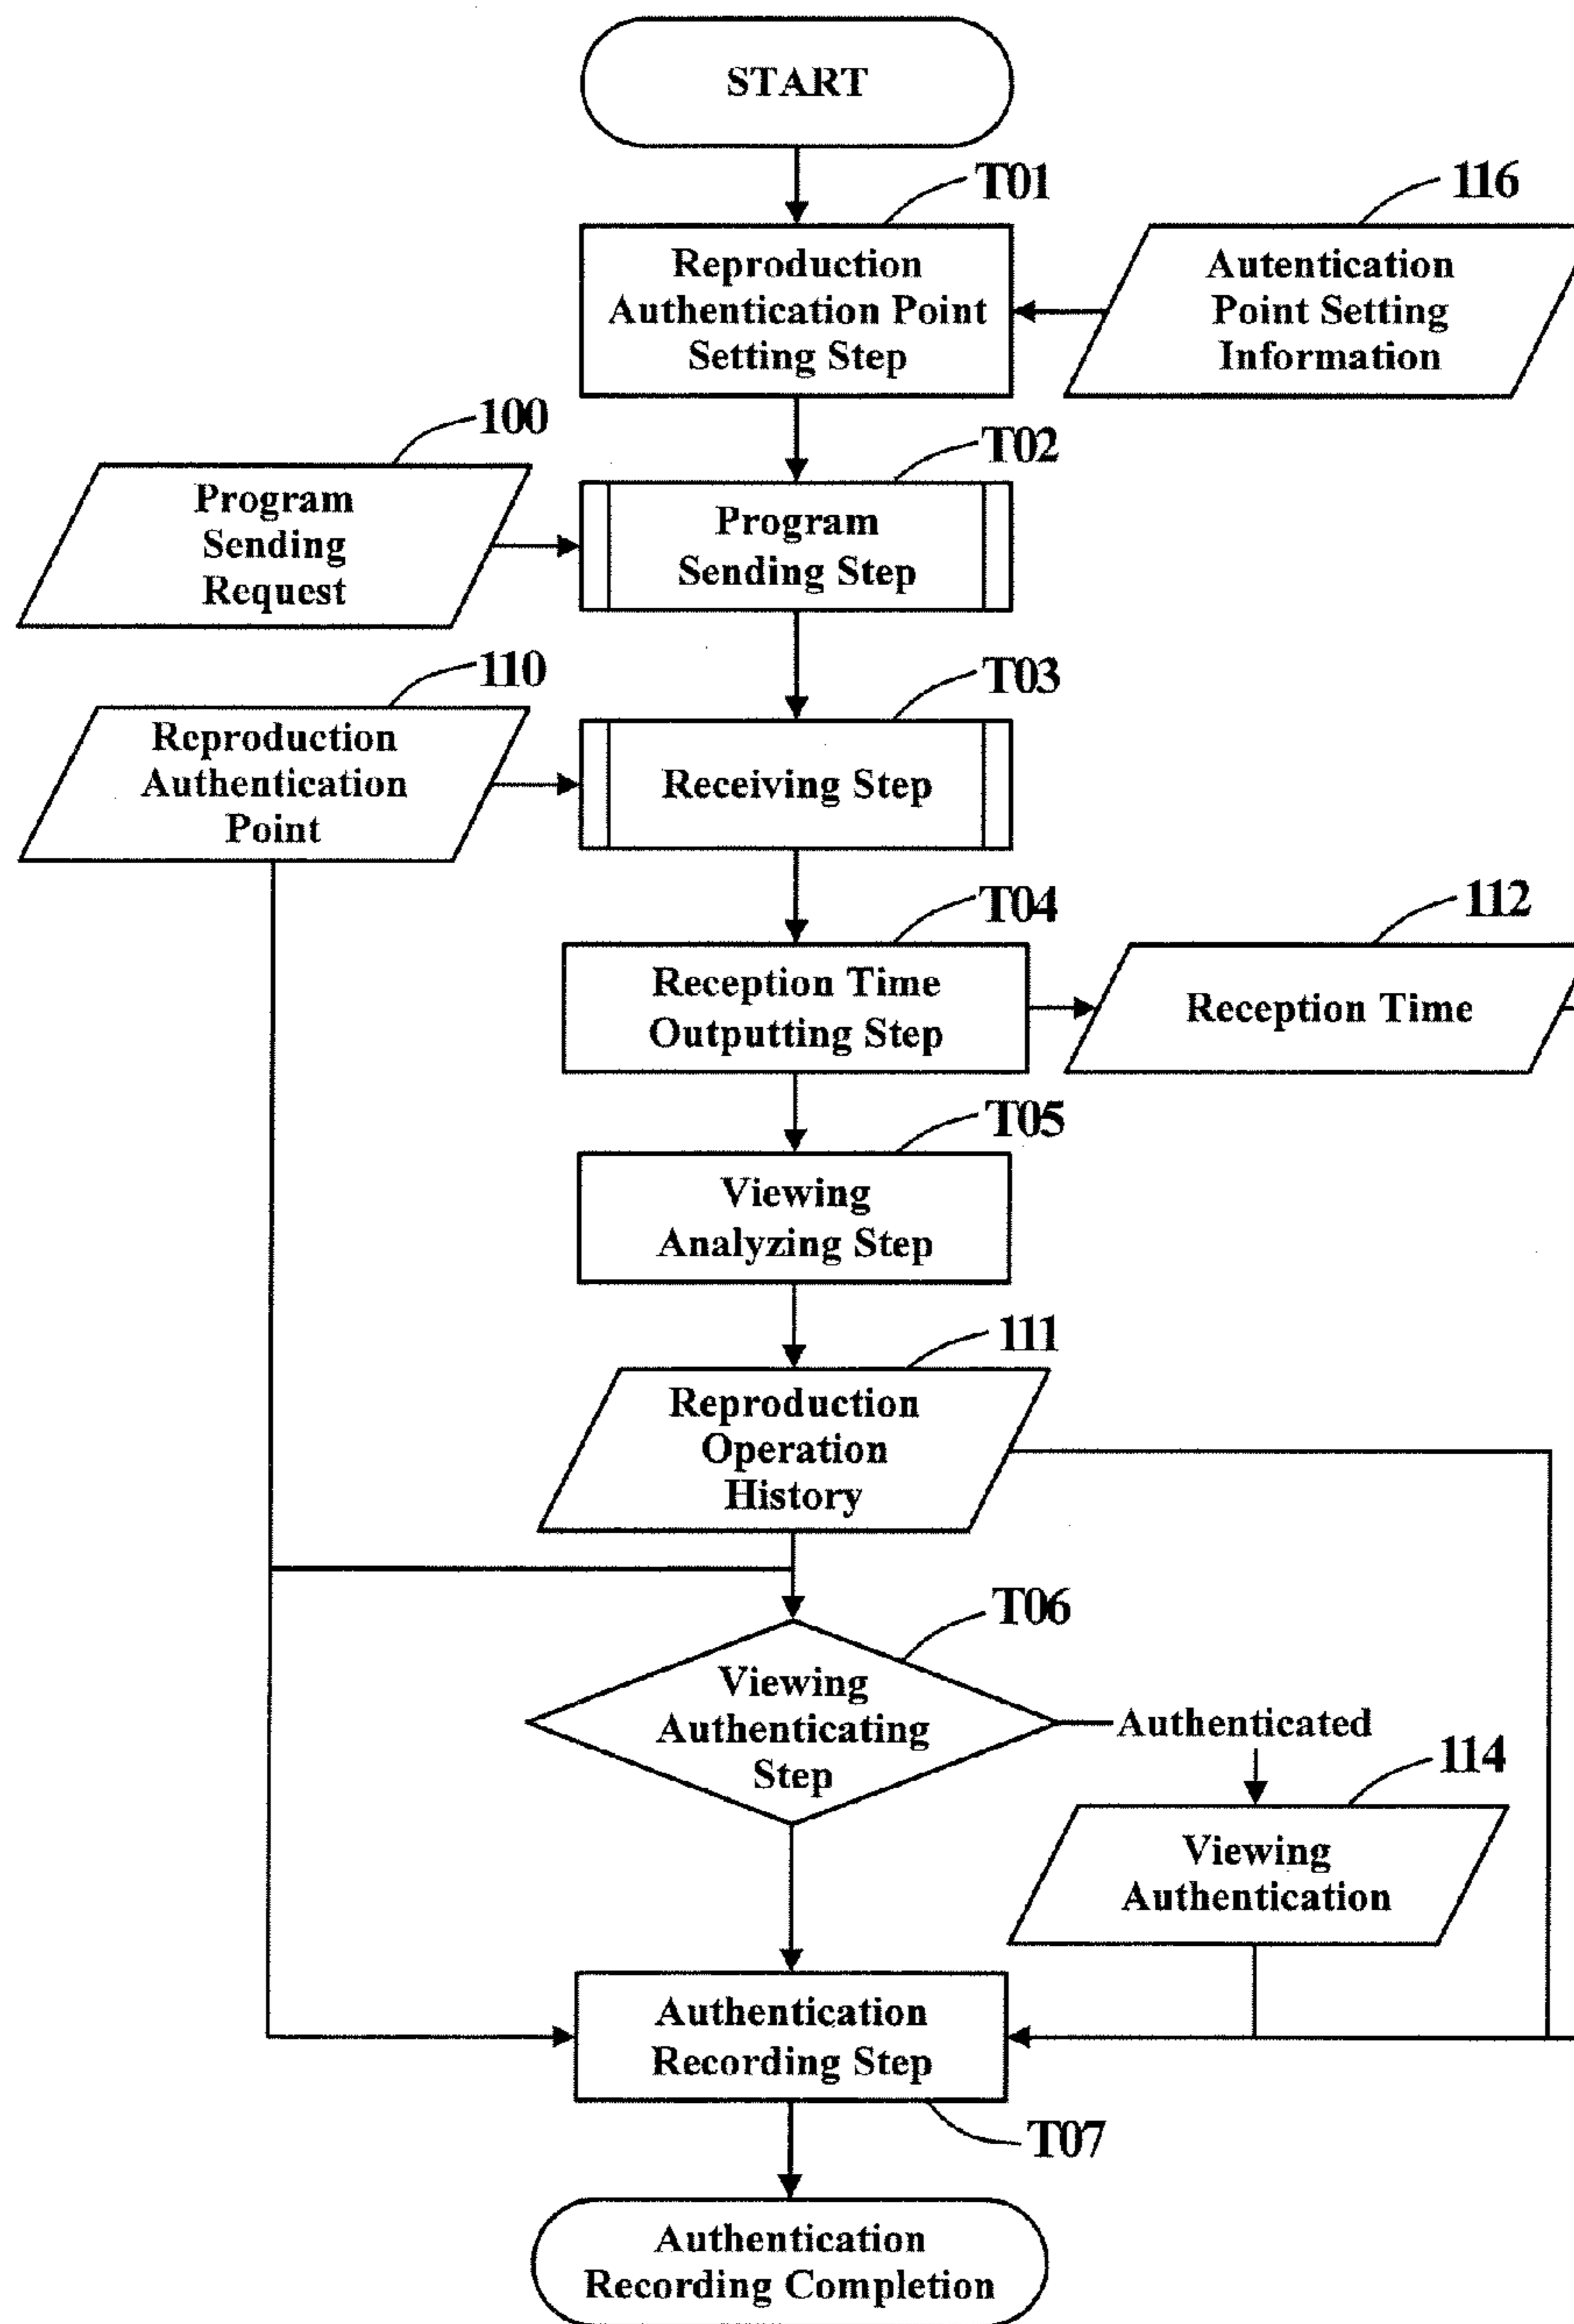 START
T01
116
Reproduction
Authentication Point
Setting Step
Autentication
Point Setting
Information
100
T02
Program
Sending
Request
Program
Sending Step
110
T03
Reproduction
Authentication
Point
Receiving Step
T04
112
Reception Time
Outputting Step
Reception Time
T05
Viewing
Analyzing Step
111
Reproduction
Operation
History
T06
Viewing
Authenticating
Step
Authenticated
114
Viewing
Authentication
Authentication
Recording Step
T07
Authentication
Recording Completion